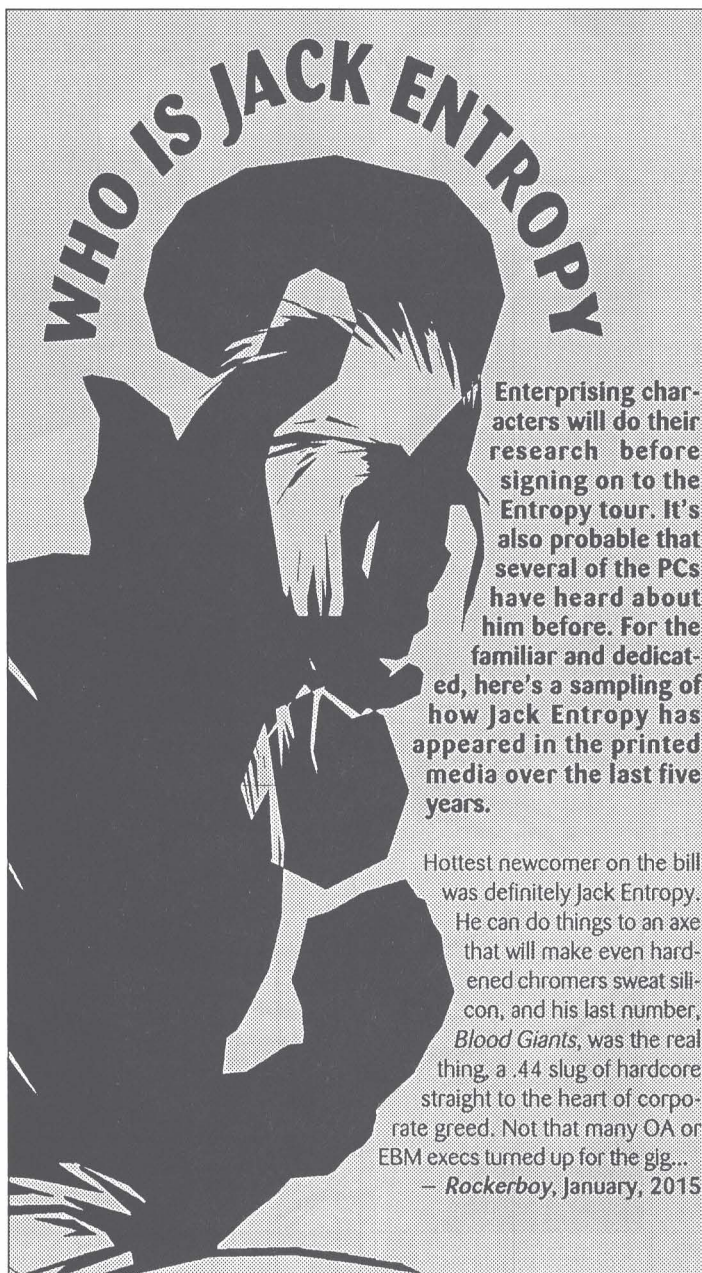 WHO IS JACK ENTROPY
Enterprising char-
acters will do their
research before
signing on to the
Entropy tour. It's
also probable that
several of the PCs
have heard about
him before. For the
familiar and dedicat-
ed, here's a sampling of
how Jack Entropy has
appeared in the printed
media over the last five
years.
Hottest newcomer on the bill
was definitely Jack Entropy.
He can do things to an axe
that will make even hard-
ened chromers sweat sili-
con, and his last number,
Blood Giants, was the real
thing, a .44 slug of hardcore
straight to the heart of corpo-
rate greed. Not that many OA or
EBM execs turned up for the gig...
– Rockerboy, January, 2015